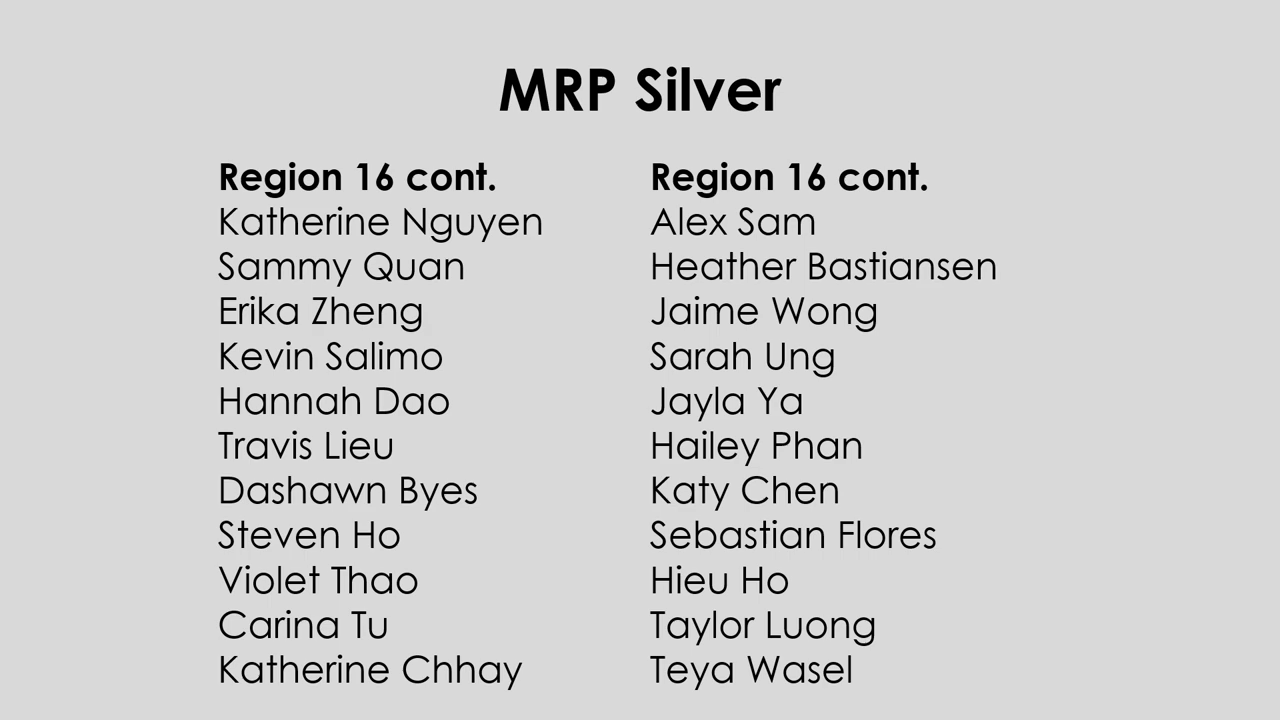 MRP Silver
Region 16 cont.
Katherine Nguyen
Sammy Quan
Erika Zheng
Kevin Salimo
Hannah Dao
Travis Lieu
Dashawn Byes
Steven Ho
Violet Thao
Carina Tu
Katherine Chhay
Region 16 cont.
Alex Sam
Heather Bastiansen
Jaime Wong
Sarah Ung
Jayla Ya
Hailey Phan
Katy Chen
Sebastian Flores
Hieu Ho
Taylor Luong
Teya Wasel